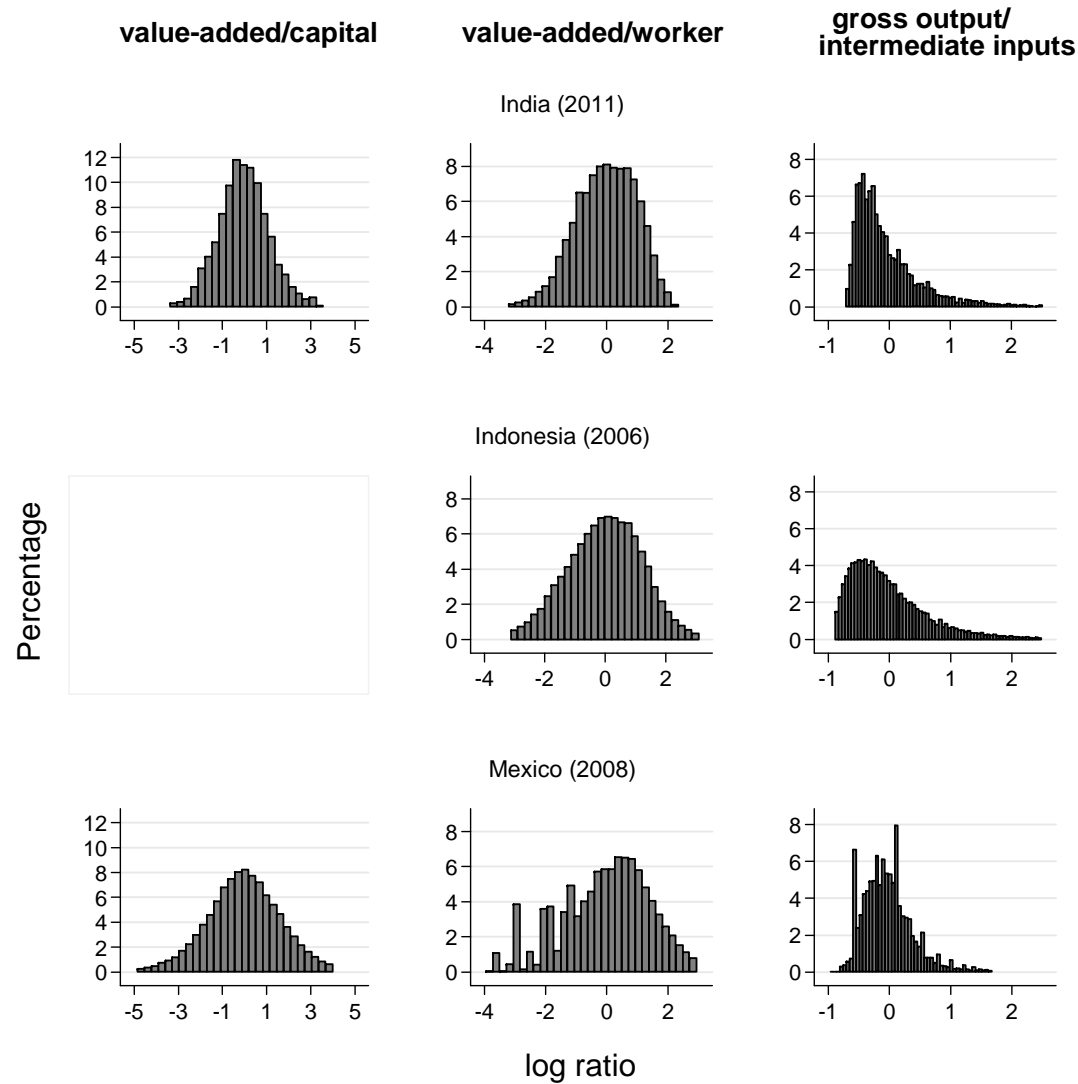 value-added/capital
value-added/worker
gross output/
intermediate inputs
India (2011)
12
10
8
6
4
2
0
-5 -3 -1 1 3 5
8
6
4
2
0
-4 -2 0 2
8
6
4
2
0
-1 0 1 2
Indonesia (2006)
Percentage
8
6
4
2
0
-4 -2 0 2
8
6
4
2
0
-1 0 1 2
Mexico (2008)
12
10
8
6
4
2
0
-5 -3 -1 1 3 5
8
6
4
2
0
-4 -2 0 2
8
6
4
2
0
-1 0 1 2
log ratio